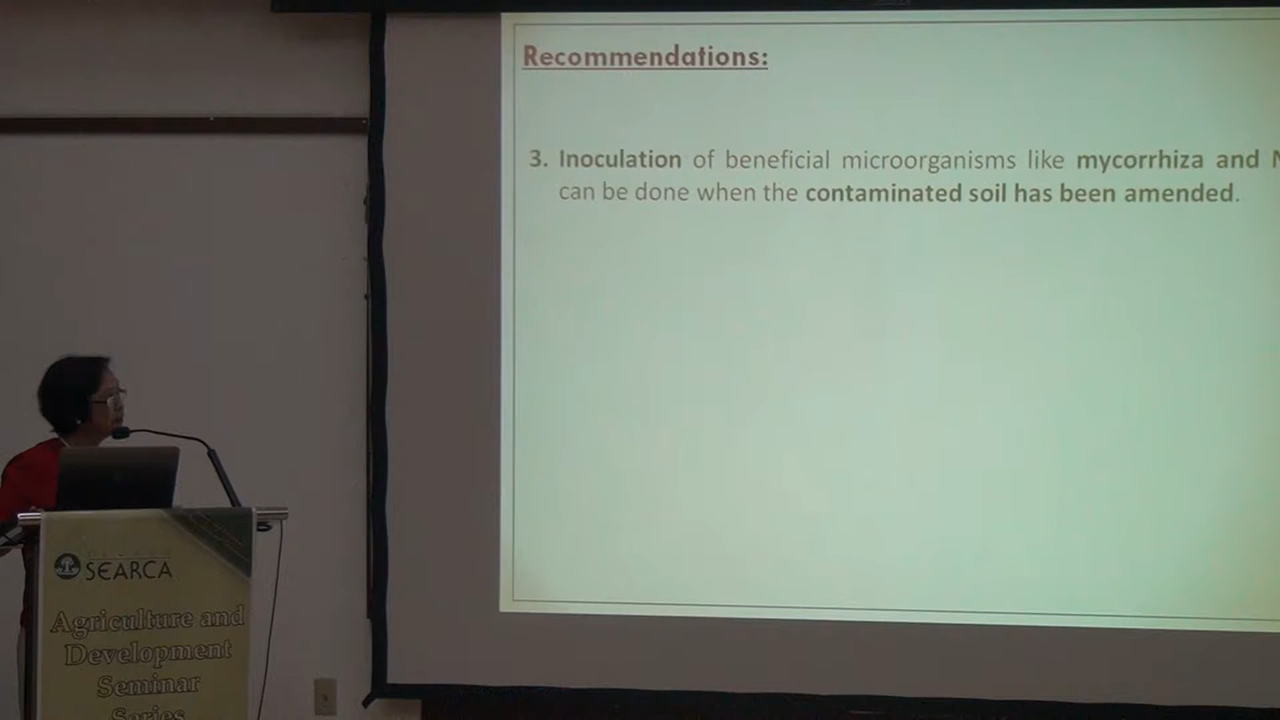 Recommendations:
3. Inoculation of beneficial microorganisms like mycorrhiza and
can be done when the contaminated soil has been amended.
SEARCA
Agriculture and
Development
Seminar
Series